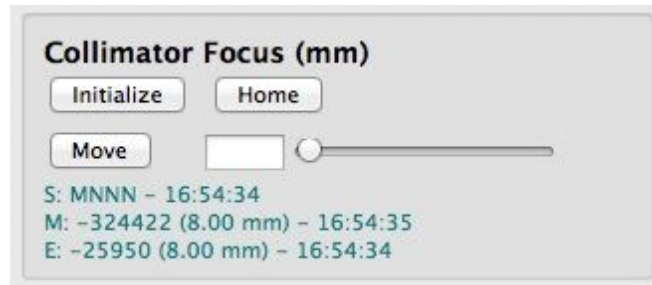 Collimator Focus (mm)
Initialize Home
Move
S: MNNN – 16:54:34
M: –324422 (8.00 mm) – 16:54:35
E: –25950 (8.00 mm) – 16:54:34